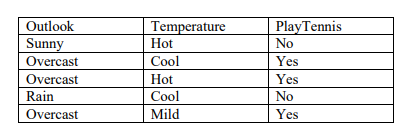 Outlook Temperature PlayTennis
Sunny Hot No
Overcast Cool Yes
Overcast Hot Yes
Rain Cool No
Overcast Mild Yes